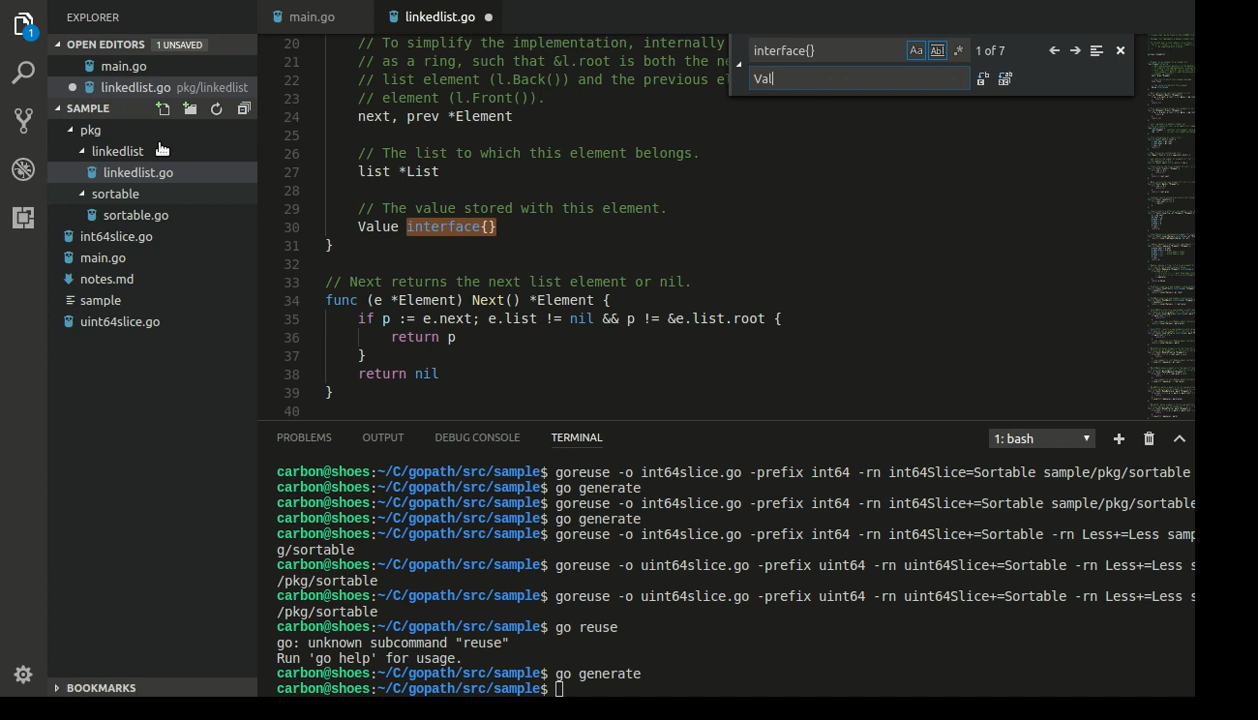 EXPLORER
OPEN EDITORS 1 UNSAVED
main.go
linkedlist.go pkg/linkedlist
SAMPLE
pkg
linkedlist
linkedlist.go
sortable
sortable.go
int64slice.go
main.go
notes.md
sample
uint64slice.go
BOOKMARKS
1
main.go
linkedlist.go
interface{}
Aa Ab| .* 1 of 7
Val
20 // To simplify the implementation, internally
21 // as a ring, such that &l.root is both the ne
22 // list element (l.Back()) and the previous el
23 // element (l.Front()).
24 next, prev *Element
25
26 // The list to which this element belongs.
27 list *List
28
29 // The value stored with this element.
30 Value interface{}
31 }
32
33 // Next returns the next list element or nil.
34 func (e *Element) Next() *Element {
35 if p := e.next; e.list != nil && p != &e.list.root {
36 return p
37 }
38 return nil
39 }
40
PROBLEMS OUTPUT DEBUG CONSOLE TERMINAL 1: bash
carbon@shoes:~/C/gopath/src/sample$ goreuse -o int64slice.go -prefix int64 -rn int64Slice=Sortable sample/pkg/sortable
carbon@shoes:~/C/gopath/src/sample$ go generate
carbon@shoes:~/C/gopath/src/sample$ goreuse -o int64slice.go -prefix int64 -rn int64Slice+=Sortable sample/pkg/sortable
carbon@shoes:~/C/gopath/src/sample$ go generate
carbon@shoes:~/C/gopath/src/sample$ goreuse -o int64slice.go -prefix int64 -rn int64Slice+=Sortable -rn Less+=Less samp
g/sortable
carbon@shoes:~/C/gopath/src/sample$ goreuse -o uint64slice.go -prefix uint64 -rn uint64Slice+=Sortable -rn Less+=Less s
/pkg/sortable
carbon@shoes:~/C/gopath/src/sample$ goreuse -o uint64slice.go -prefix uint64 -rn uint64Slice+=Sortable -rn Less+=Less s
/pkg/sortable
carbon@shoes:~/C/gopath/src/sample$ go reuse
go: unknown subcommand "reuse"
Run 'go help' for usage.
carbon@shoes:~/C/gopath/src/sample$ go generate
carbon@shoes:~/C/gopath/src/sample$